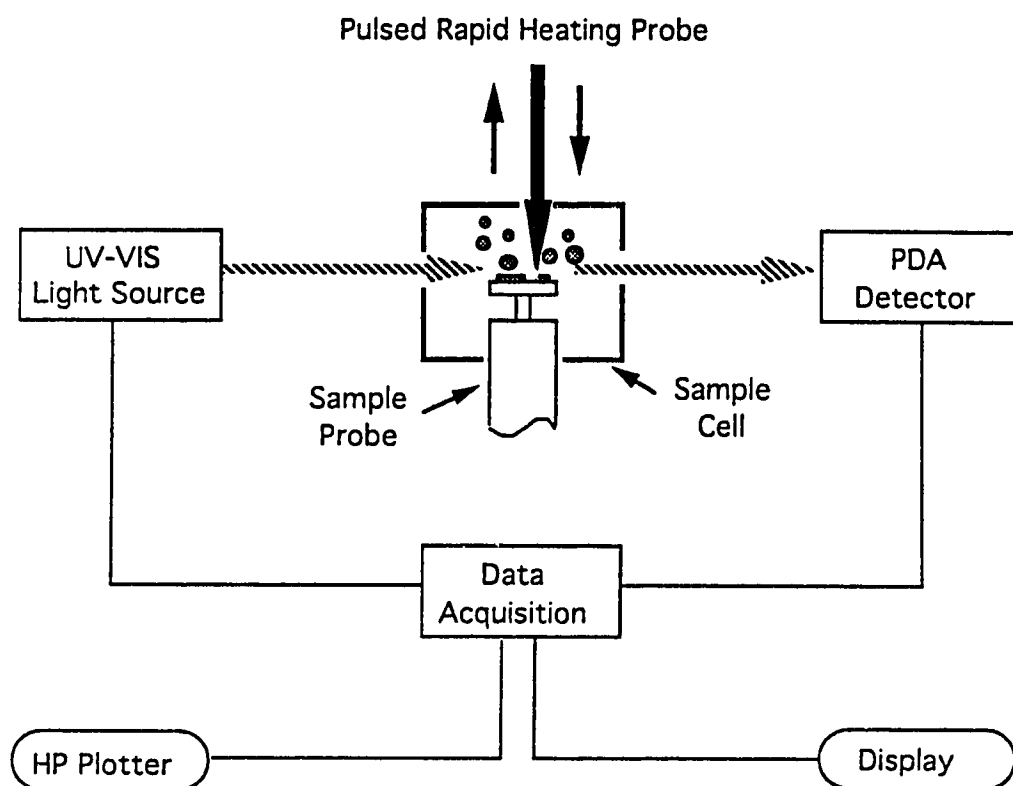 Pulsed Rapid Heating Probe
UV-VIS
Light Source
PDA
Detector
Sample
Probe
Sample
Cell
Data
Acquisition
HP Plotter
Display